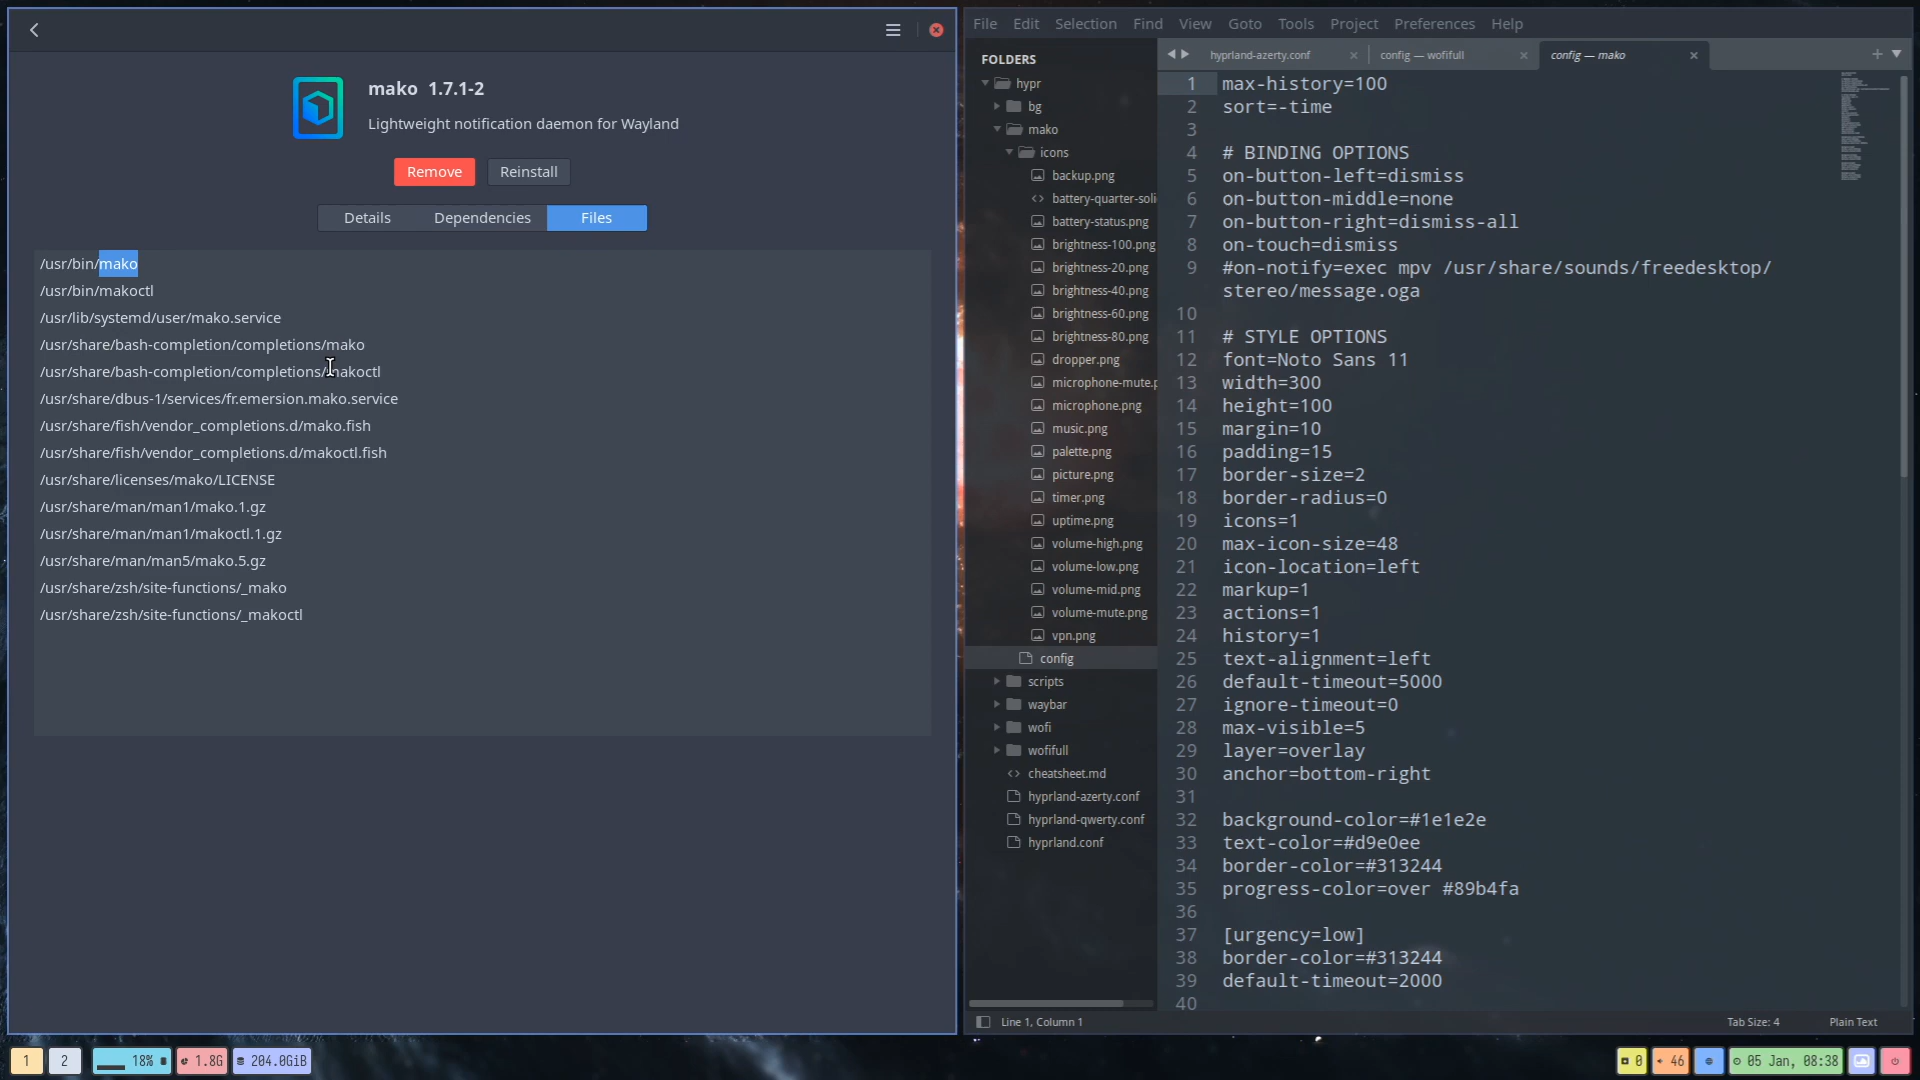 mako 1.7.1-2
Lightweight notification daemon for Wayland
Remove
Reinstall
Details
Dependencies
Files
/usr/bin/mako
/usr/bin/makoctl
/usr/lib/systemd/user/mako.service
/usr/share/bash-completion/completions/mako
/usr/share/bash-completion/completions/makoctl
/usr/share/dbus-1/services/fr.emersion.mako.service
/usr/share/fish/vendor_completions.d/mako.fish
/usr/share/fish/vendor_completions.d/makoctl.fish
/usr/share/licenses/mako/LICENSE
/usr/share/man/man1/mako.1.gz
/usr/share/man/man1/makoctl.1.gz
/usr/share/man/man5/mako.5.gz
/usr/share/zsh/site-functions/_mako
/usr/share/zsh/site-functions/_makoctl
File Edit Selection Find View Goto Tools Project Preferences Help
FOLDERS
hypr
bg
mako
icons
backup.png
battery-quarter-soli
battery-status.png
brightness-100.png
brightness-20.png
brightness-40.png
brightness-60.png
brightness-80.png
dropper.png
microphone-mute.p
microphone.png
music.png
palette.png
picture.png
timer.png
uptime.png
volume-high.png
volume-low.png
volume-mid.png
volume-mute.png
vpn.png
config
scripts
waybar
wofi
wofifull
cheatsheet.md
hyprland-azerty.conf
hyprland-qwerty.conf
hyprland.conf
hyprland-azerty.conf
config — wofifull
config — mako
1 max-history=100
2 sort=-time
3
4 # BINDING OPTIONS
5 on-button-left=dismiss
6 on-button-middle=none
7 on-button-right=dismiss-all
8 on-touch=dismiss
9 #on-notify=exec mpv /usr/share/sounds/freedesktop/
stereo/message.oga
10
11 # STYLE OPTIONS
12 font=Noto Sans 11
13 width=300
14 height=100
15 margin=10
16 padding=15
17 border-size=2
18 border-radius=0
19 icons=1
20 max-icon-size=48
21 icon-location=left
22 markup=1
23 actions=1
24 history=1
25 text-alignment=left
26 default-timeout=5000
27 ignore-timeout=0
28 max-visible=5
29 layer=overlay
30 anchor=bottom-right
31
32 background-color=#1e1e2e
33 text-color=#d9e0ee
34 border-color=#313244
35 progress-color=over #89b4fa
36
37 [urgency=low]
38 border-color=#313244
39 default-timeout=2000
40
Line 1, Column 1
Tab Size: 4
Plain Text
1
2
18%
1.8G
204.0GiB
0
46
05 Jan, 08:38